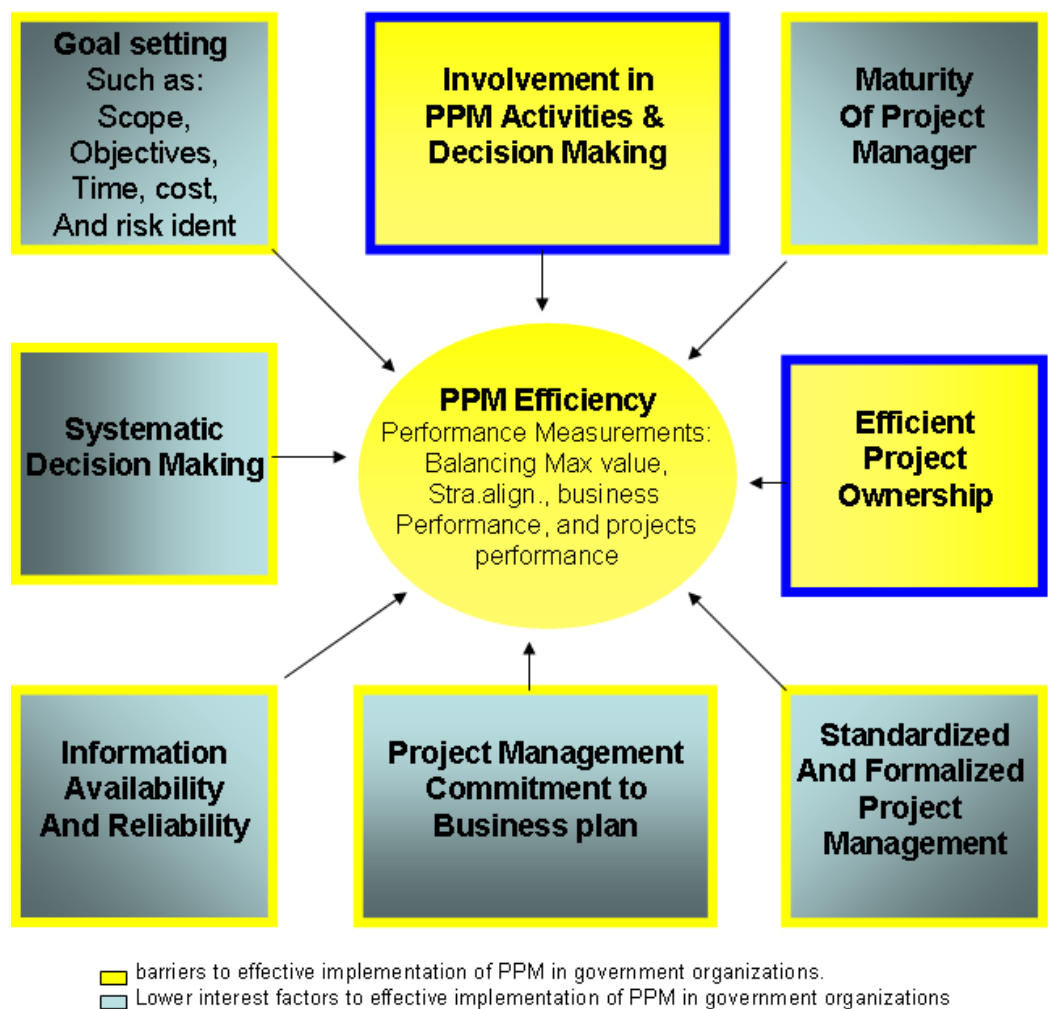 Goal setting
Such as:
Scope,
Objectives,
Time, cost,
And risk ident
Involvement in
PPM Activities &
Decision Making
Maturity
Of Project
Manager
Systematic
Decision Making
PPM Efficiency
Performance Measurements:
Balancing Max value,
Stra.align., business
Performance, and projects
performance
Efficient
Project
Ownership
Information
Availability
And Reliability
Project Management
Commitment to
Business plan
Standardized
And Formalized
Project
Management
barriers to effective implementation of PPM in government organizations.
Lower interest factors to effective implementation of PPM in government organizations